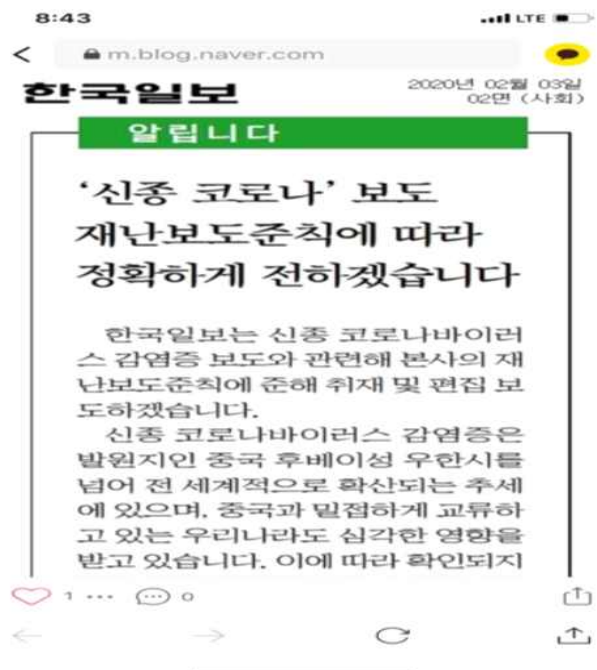 8:43
LTE
m.blog.naver.com
한국일보
2020년 02월 03일
02면 (사회)
알립니다
‘신종 코로나’ 보도
재난보도준칙에 따라
정확하게 전하겠습니다
한국일보는 신종 코로나바이러
스 감염증 보도와 관련해 본사의 재
난보도준칙에 준해 취재 및 편집 보
도하겠습니다.
신종 코로나바이러스 감염증은
발원지인 중국 후베이성 우한시를
넘어 전 세계적으로 확산되는 추세
에 있으며, 중국과 밀접하게 교류하
고 있는 우리나라도 심각한 영향을
받고 있습니다. 이에 따라 확인되지
1 ••• 0